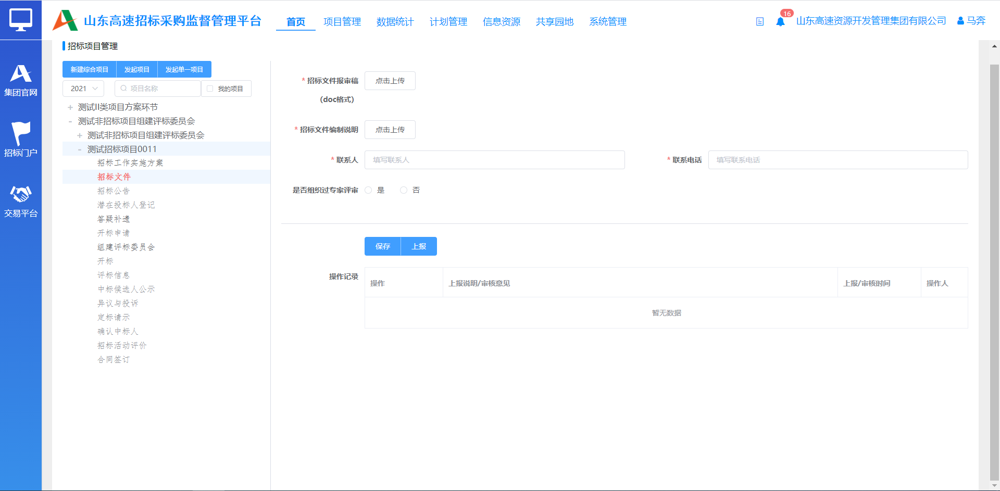 山东高速招标采购监督管理平台 首页 项目管理 数据统计 计划管理 信息资源 共享园地 系统管理 16 山东高速资源开发管理集团有限公司 马奔
集团官网
招标门户
交易平台
招标项目管理
新建综合项目 发起项目 发起单一项目
2021 项目名称 我的项目
+ 测试II类项目方案环节
- 测试非招标项目组建评标委员会
+ 测试非招标项目组建评标委员会
- 测试招标项目0011
招标工作实施方案
招标文件
招标公告
潜在投标人登记
答疑补遗
开标申请
组建评标委员会
开标
评标信息
中标候选人公示
异议与投诉
定标请示
确认中标人
招标活动评价
合同签订
* 招标文件报审稿 点击上传
(doc格式)
* 招标文件编制说明 点击上传
* 联系人 填写联系人 * 联系电话 填写联系电话
是否组织过专家评审 是 否
保存 上报
操作记录 操作 上报说明/审核意见 上报/审核时间 操作人
暂无数据